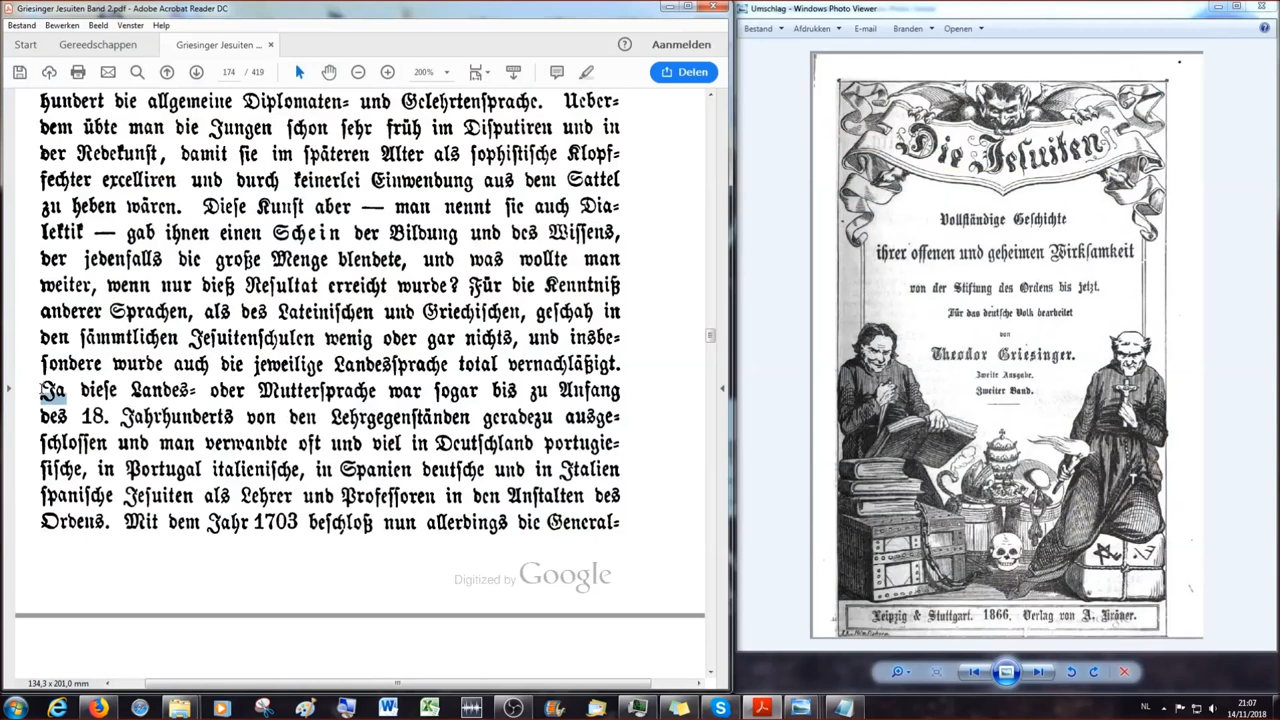 Griesinger Jesuiten Band 2.pdf - Adobe Acrobat Reader DC
Bestand Bewerken Beeld Venster Help
Start Gereedschappen Griesinger Jesuiten ... × Aanmelden
174 / 419 200% Delen
hundert die allgemeine Diplomaten= und Gelehrtenſprache. Ueber=
dem übte man die Jungen ſchon ſehr früh im Diſputiren und in
der Redekunſt, damit ſie im ſpäteren Alter als ſophiſtiſche Klopf=
fechter excelliren und durch keinerlei Einwendung aus dem Sattel
zu heben wären. Dieſe Kunſt aber — man nennt ſie auch Dia=
lektik — gab ihnen einen Schein der Bildung und des Wiſſens,
der jedenfalls die große Menge blendete, und was wollte man
weiter, wenn nur dieß Reſultat erreicht wurde? Für die Kenntniß
anderer Sprachen, als des Lateiniſchen und Griechiſchen, geſchah in
den ſämmtlichen Jeſuitenſchulen wenig oder gar nichts, und insbe=
ſondere wurde auch die jeweilige Landesſprache total vernachläßigt.
Ja dieſe Landes= oder Mutterſprache war ſogar bis zu Anfang
des 18. Jahrhunderts von den Lehrgegenſtänden geradezu ausge=
ſchloſſen und man verwandte oft und viel in Deutſchland portugie=
ſiſche, in Portugal italieniſche, in Spanien deutſche und in Italien
ſpaniſche Jeſuiten als Lehrer und Profeſſoren in den Anſtalten des
Ordens. Mit dem Jahr 1703 beſchloß nun allerdings die General=
Digitized by Google
134,3 x 201,0 mm
Umschlag - Windows Photo Viewer
Bestand Afdrukken E-mail Branden Openen
Die Jeſuiten
Vollſtändige Geſchichte
ihrer offenen und geheimen Wirkſamkeit
von der Stiftung des Ordens bis jetzt.
Für das deutſche Volk bearbeitet
von
Theodor Griesinger.
Zweite Ausgabe.
Zweiter Band.
Leipzig & Stuttgart. 1866. Verlag von A. Kröner.
NL 21:07
14/11/2018